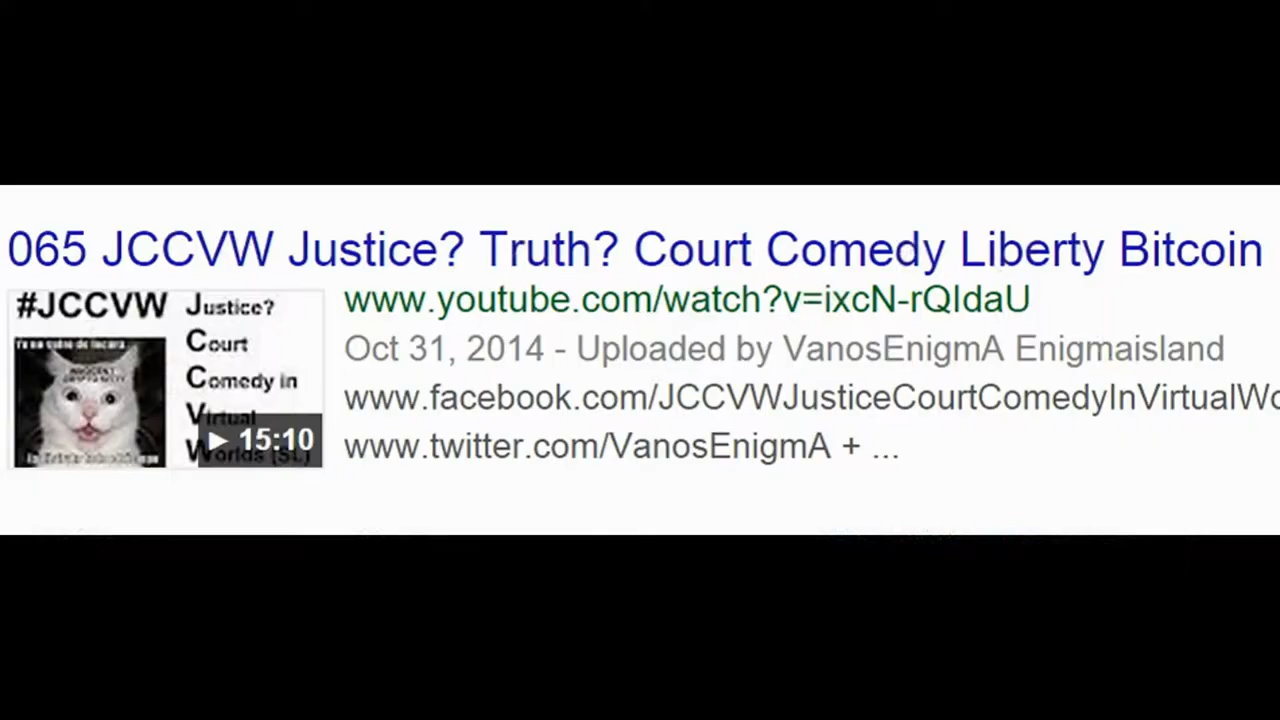 065 JCCVW Justice? Truth? Court Comedy Liberty Bitcoin
#JCCVW
Justice?
Court
Comedy in
Virtual
Worlds (SL)
15:10
www.youtube.com/watch?v=ixcN-rQIdaU
Oct 31, 2014 - Uploaded by VanosEnigmA Enigmaisland
www.facebook.com/JCCVWJusticeCourtComedyInVirtualWo
www.twitter.com/VanosEnigmA + ...